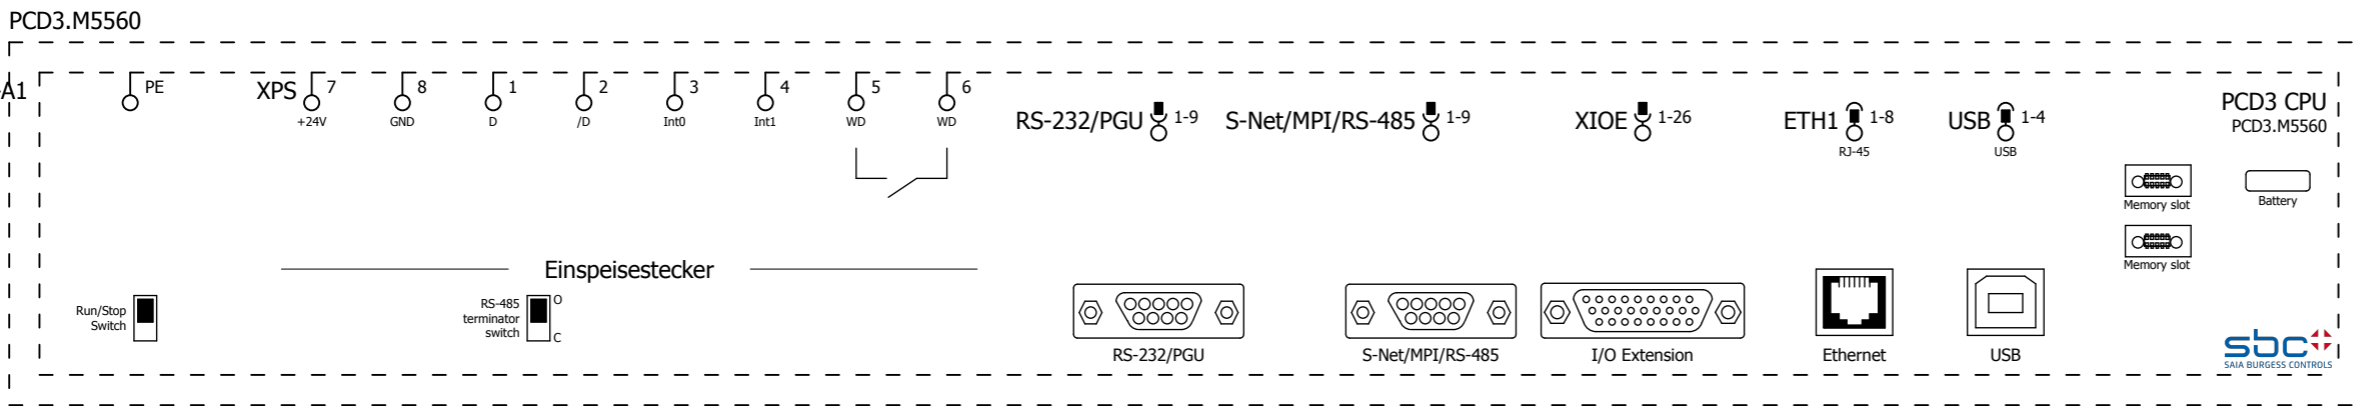 PCD3.M5560
-A1
PE
XPS
7
+24V
8
GND
1
D
2
/D
3
Int0
4
Int1
5
WD
6
WD
RS-232/PGU 1-9
S-Net/MPI/RS-485 1-9
XIOE 1-26
ETH1 1-8
RJ-45
USB 1-4
USB
PCD3 CPU
PCD3.M5560
Memory slot
Battery
Memory slot
Einspeisestecker
Run/Stop
Switch
RS-485
terminator
switch
O
C
RS-232/PGU
S-Net/MPI/RS-485
I/O Extension
Ethernet
USB
sbc
SAIA BURGESS CONTROLS